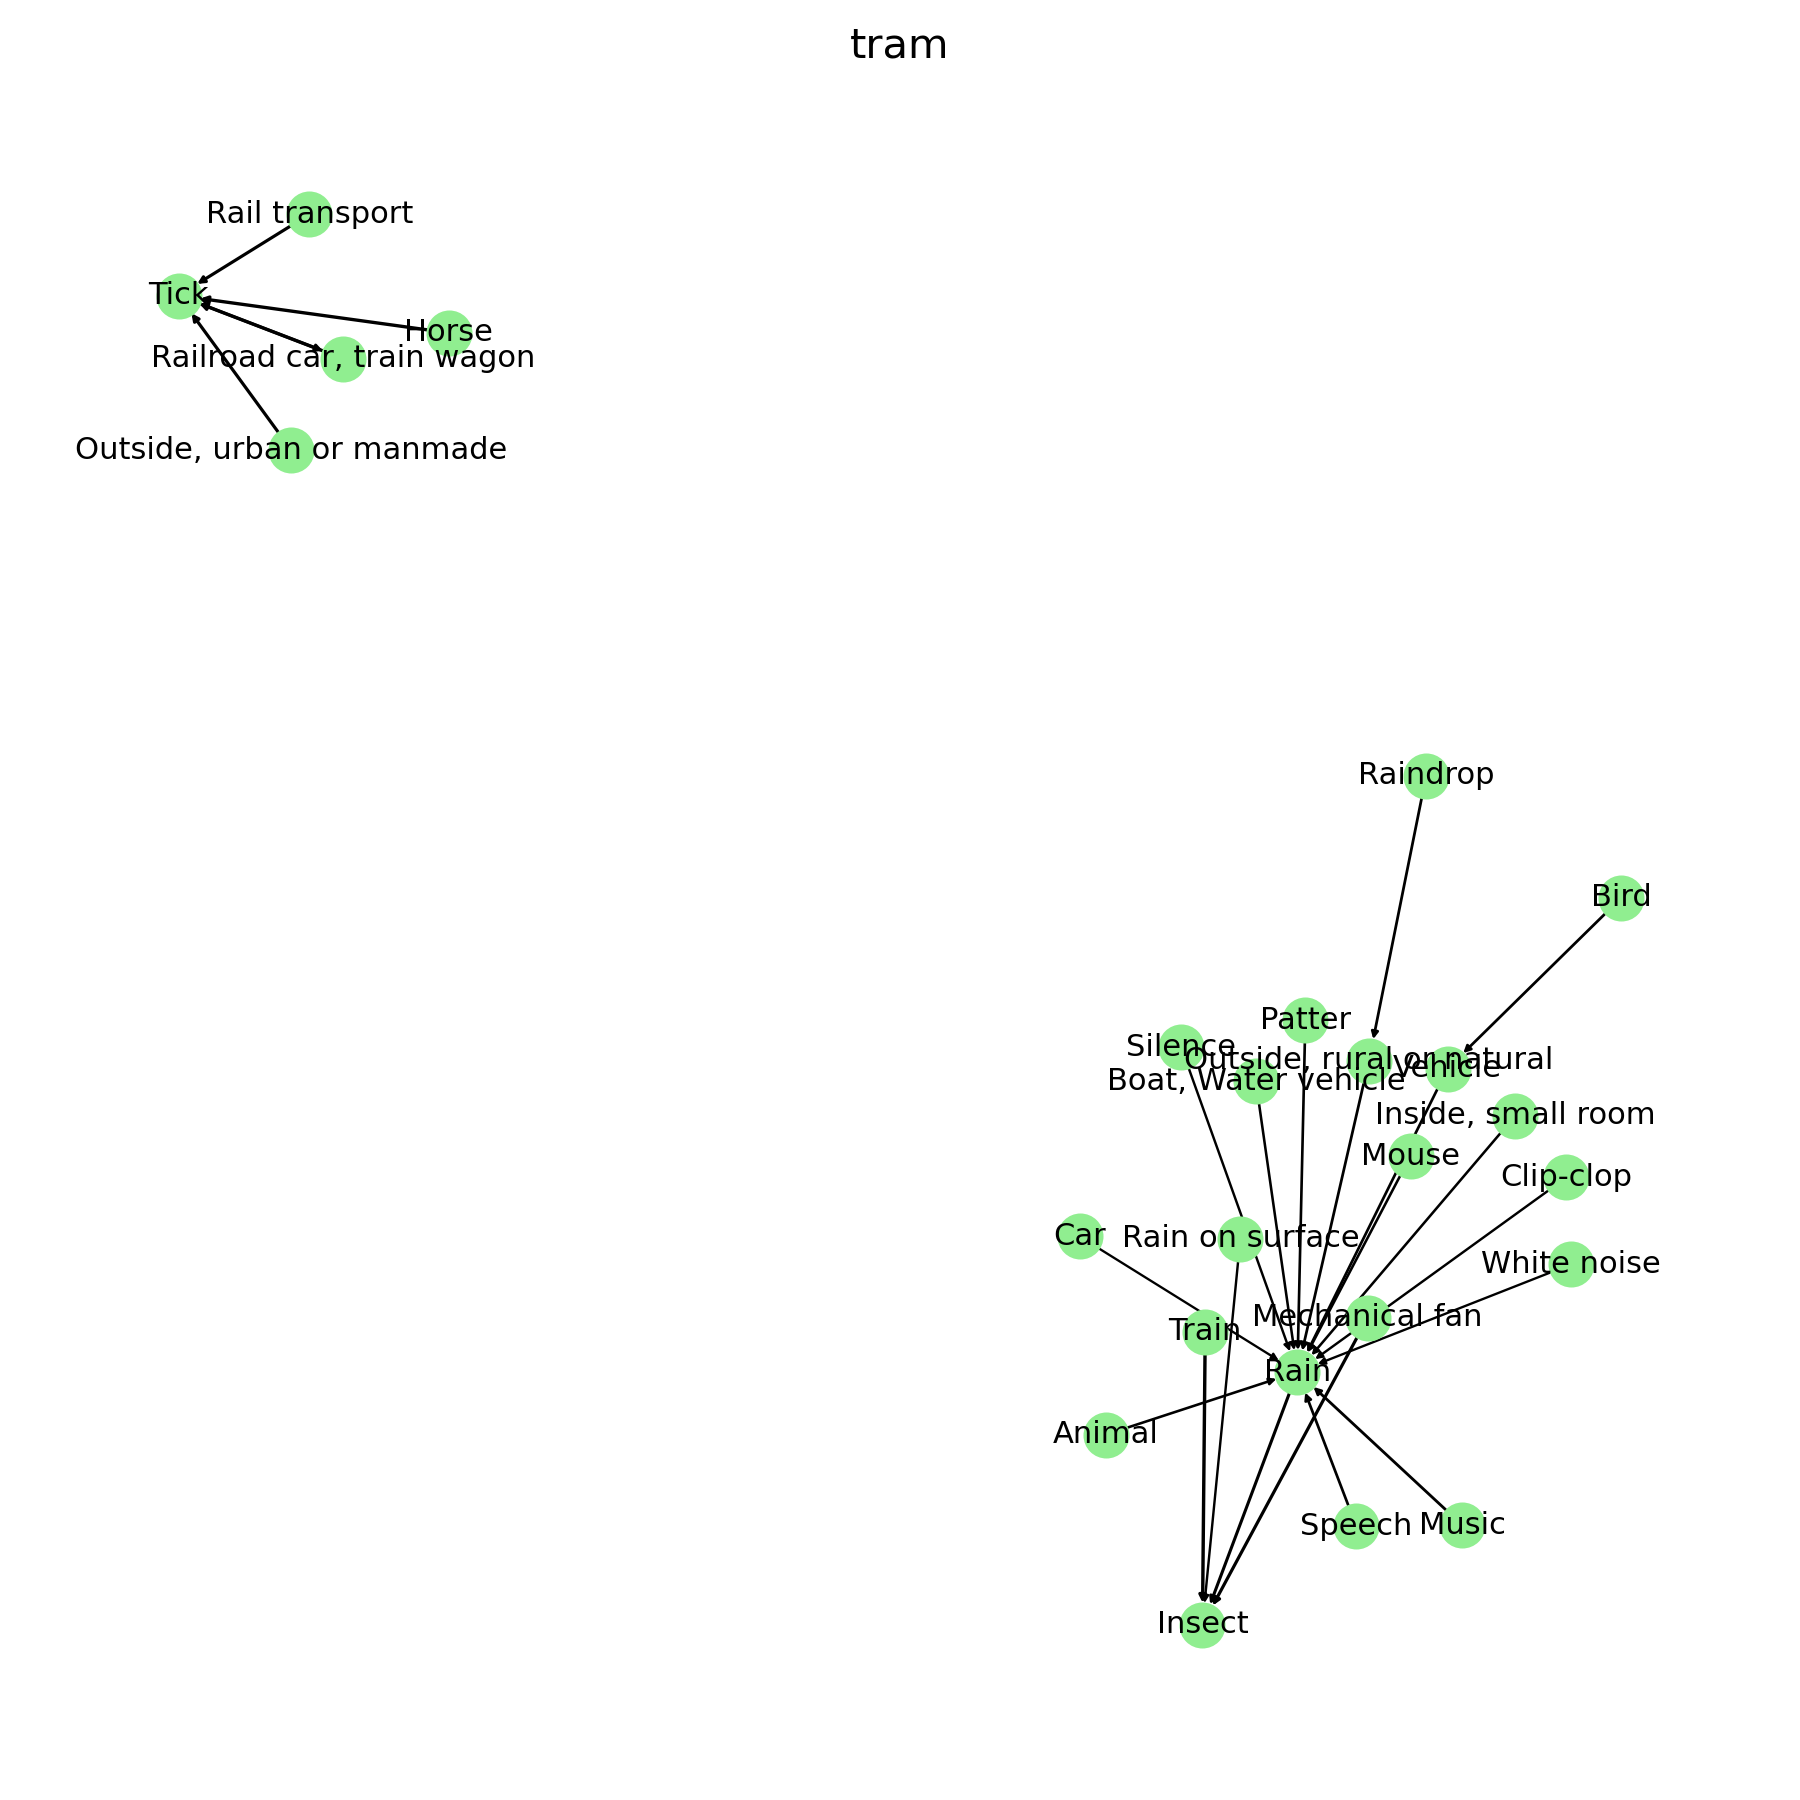 tram
Rail transport
Tick
Horse
Railroad car, train wagon
Outside, urban or manmade
Raindrop
Bird
Patter
Silence
Outside, rural or natural
Vehicle
Boat, Water vehicle
Inside, small room
Mouse
Clip-clop
Car
Rain on surface
White noise
Mechanical fan
Train
Rain
Animal
Speech
Music
Insect